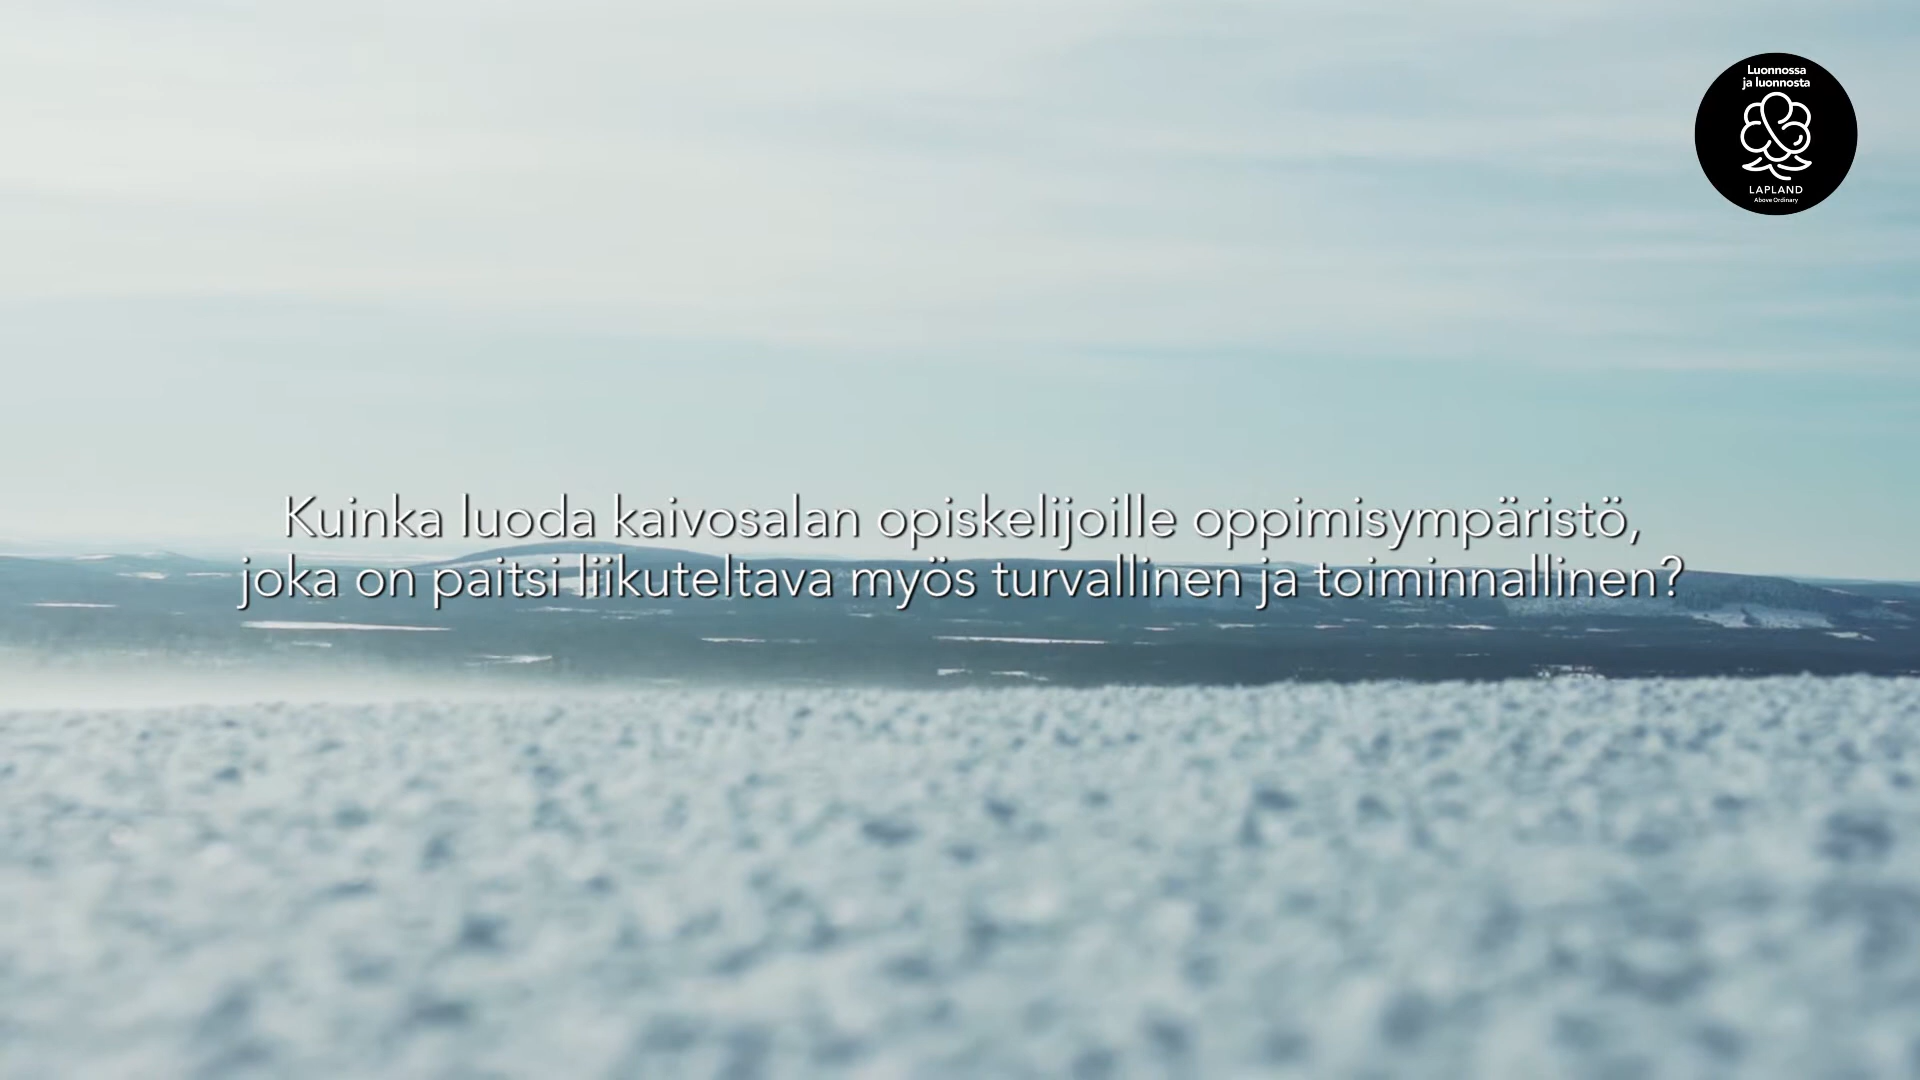 Luonnossa
ja luonnosta
LAPLAND
Above Ordinary
Kuinka luoda kaivosalan opiskelijoille oppimisympäristö,
joka on paitsi liikuteltava myös turvallinen ja toiminnallinen?